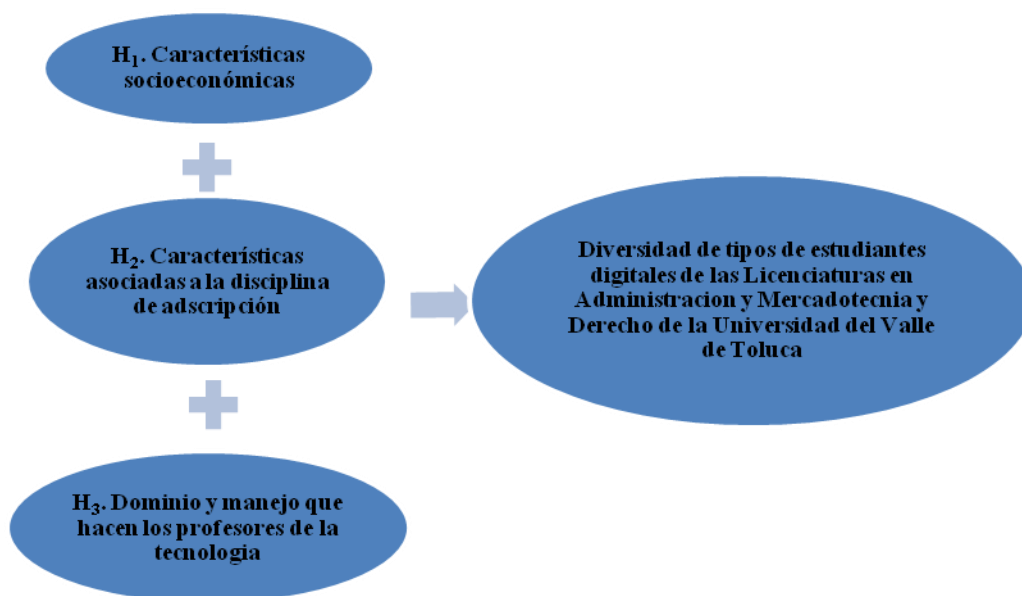 H₁. Características
socioeconómicas
H₂. Características
asociadas a la disciplina
de adscripción
Diversidad de tipos de estudiantes
digitales de las Licenciaturas en
Administracion y Mercadotecnia y
Derecho de la Universidad del Valle
de Toluca
H₃. Dominio y manejo que
hacen los profesores de la
tecnologia